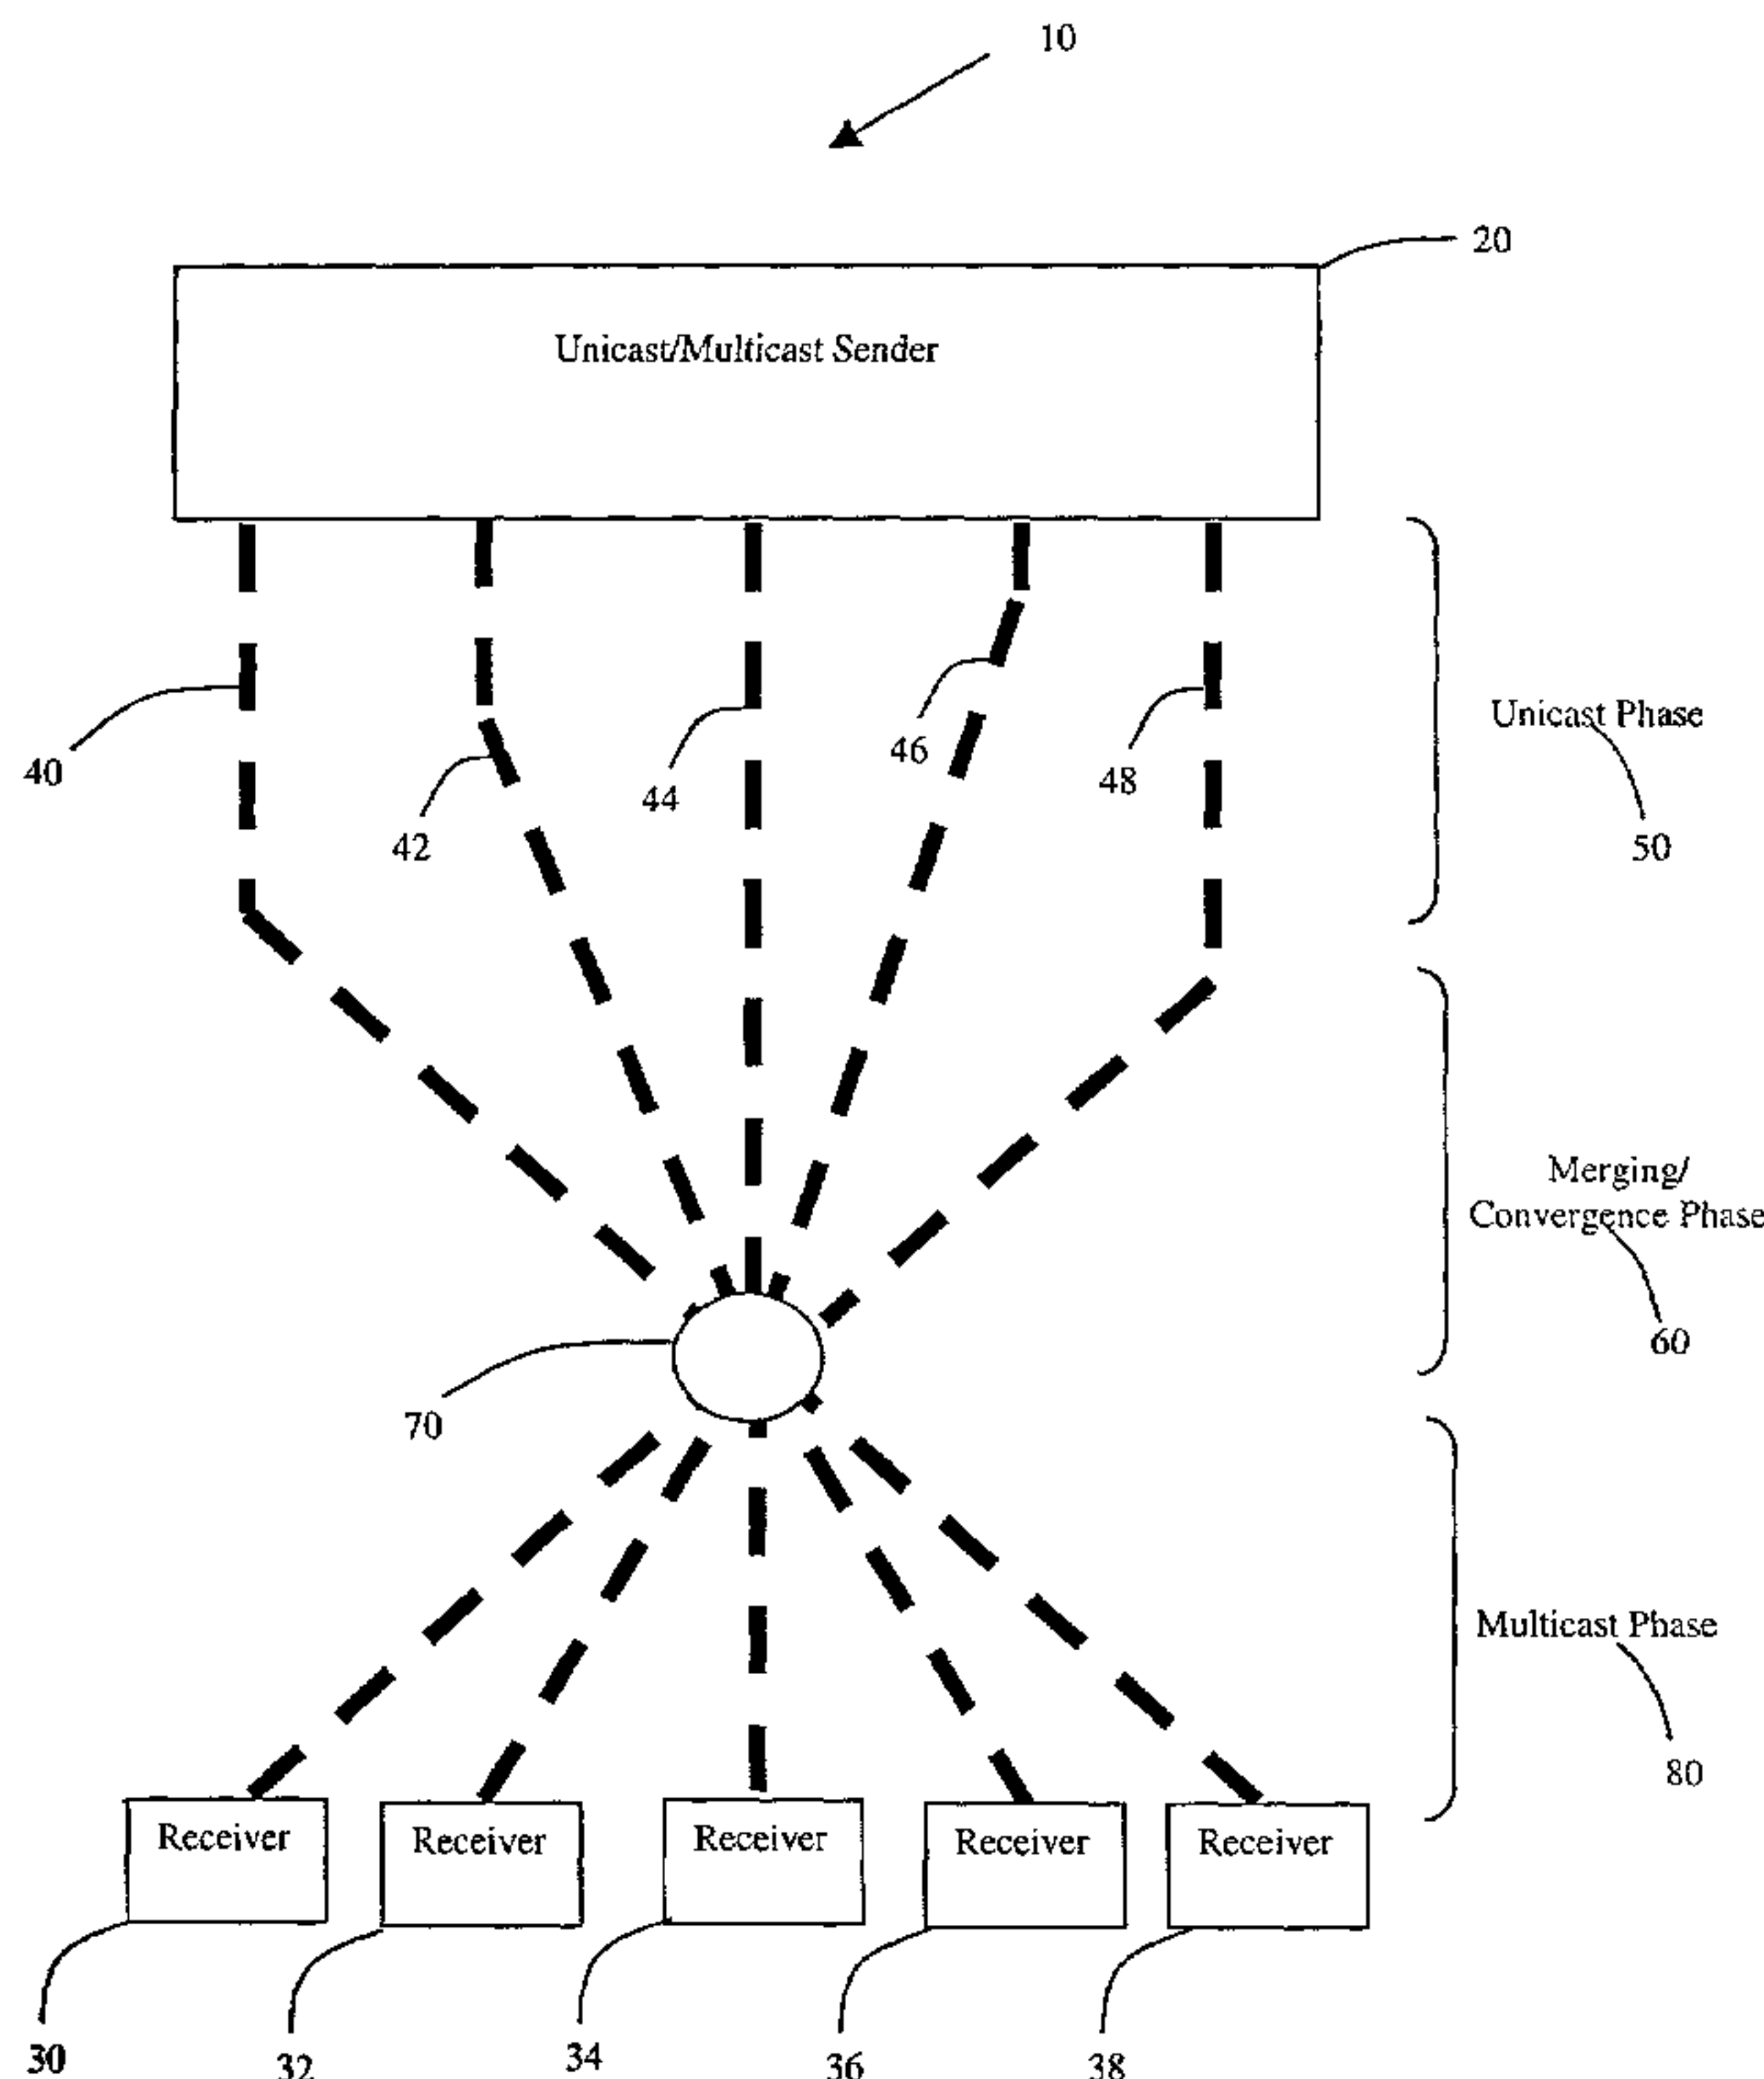 10
20
Unicast/Multicast Sender
40
42
44
46
48
Unicast Phase
50
Merging/
Convergence Phase
60
70
Multicast Phase
80
Receiver
Receiver
Receiver
Receiver
Receiver
30
32
34
36
38